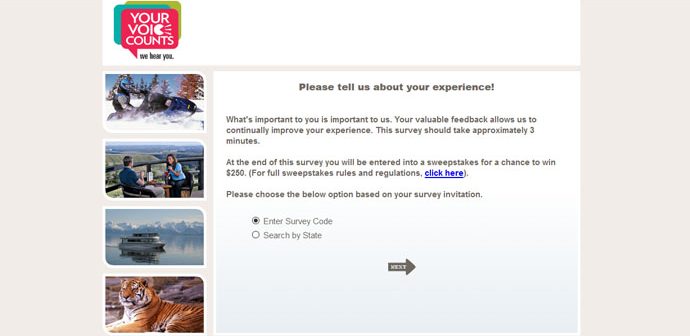 YOUR
VOICE
COUNTS
we hear you.
Please tell us about your experience!
What's important to you is important to us. Your valuable feedback allows us to
continually improve your experience. This survey should take approximately 3
minutes.
At the end of this survey you will be entered into a sweepstakes for a chance to win
$250. (For full sweepstakes rules and regulations, click here).
Please choose the below option based on your survey invitation.
Enter Survey Code
Search by State
NEXT